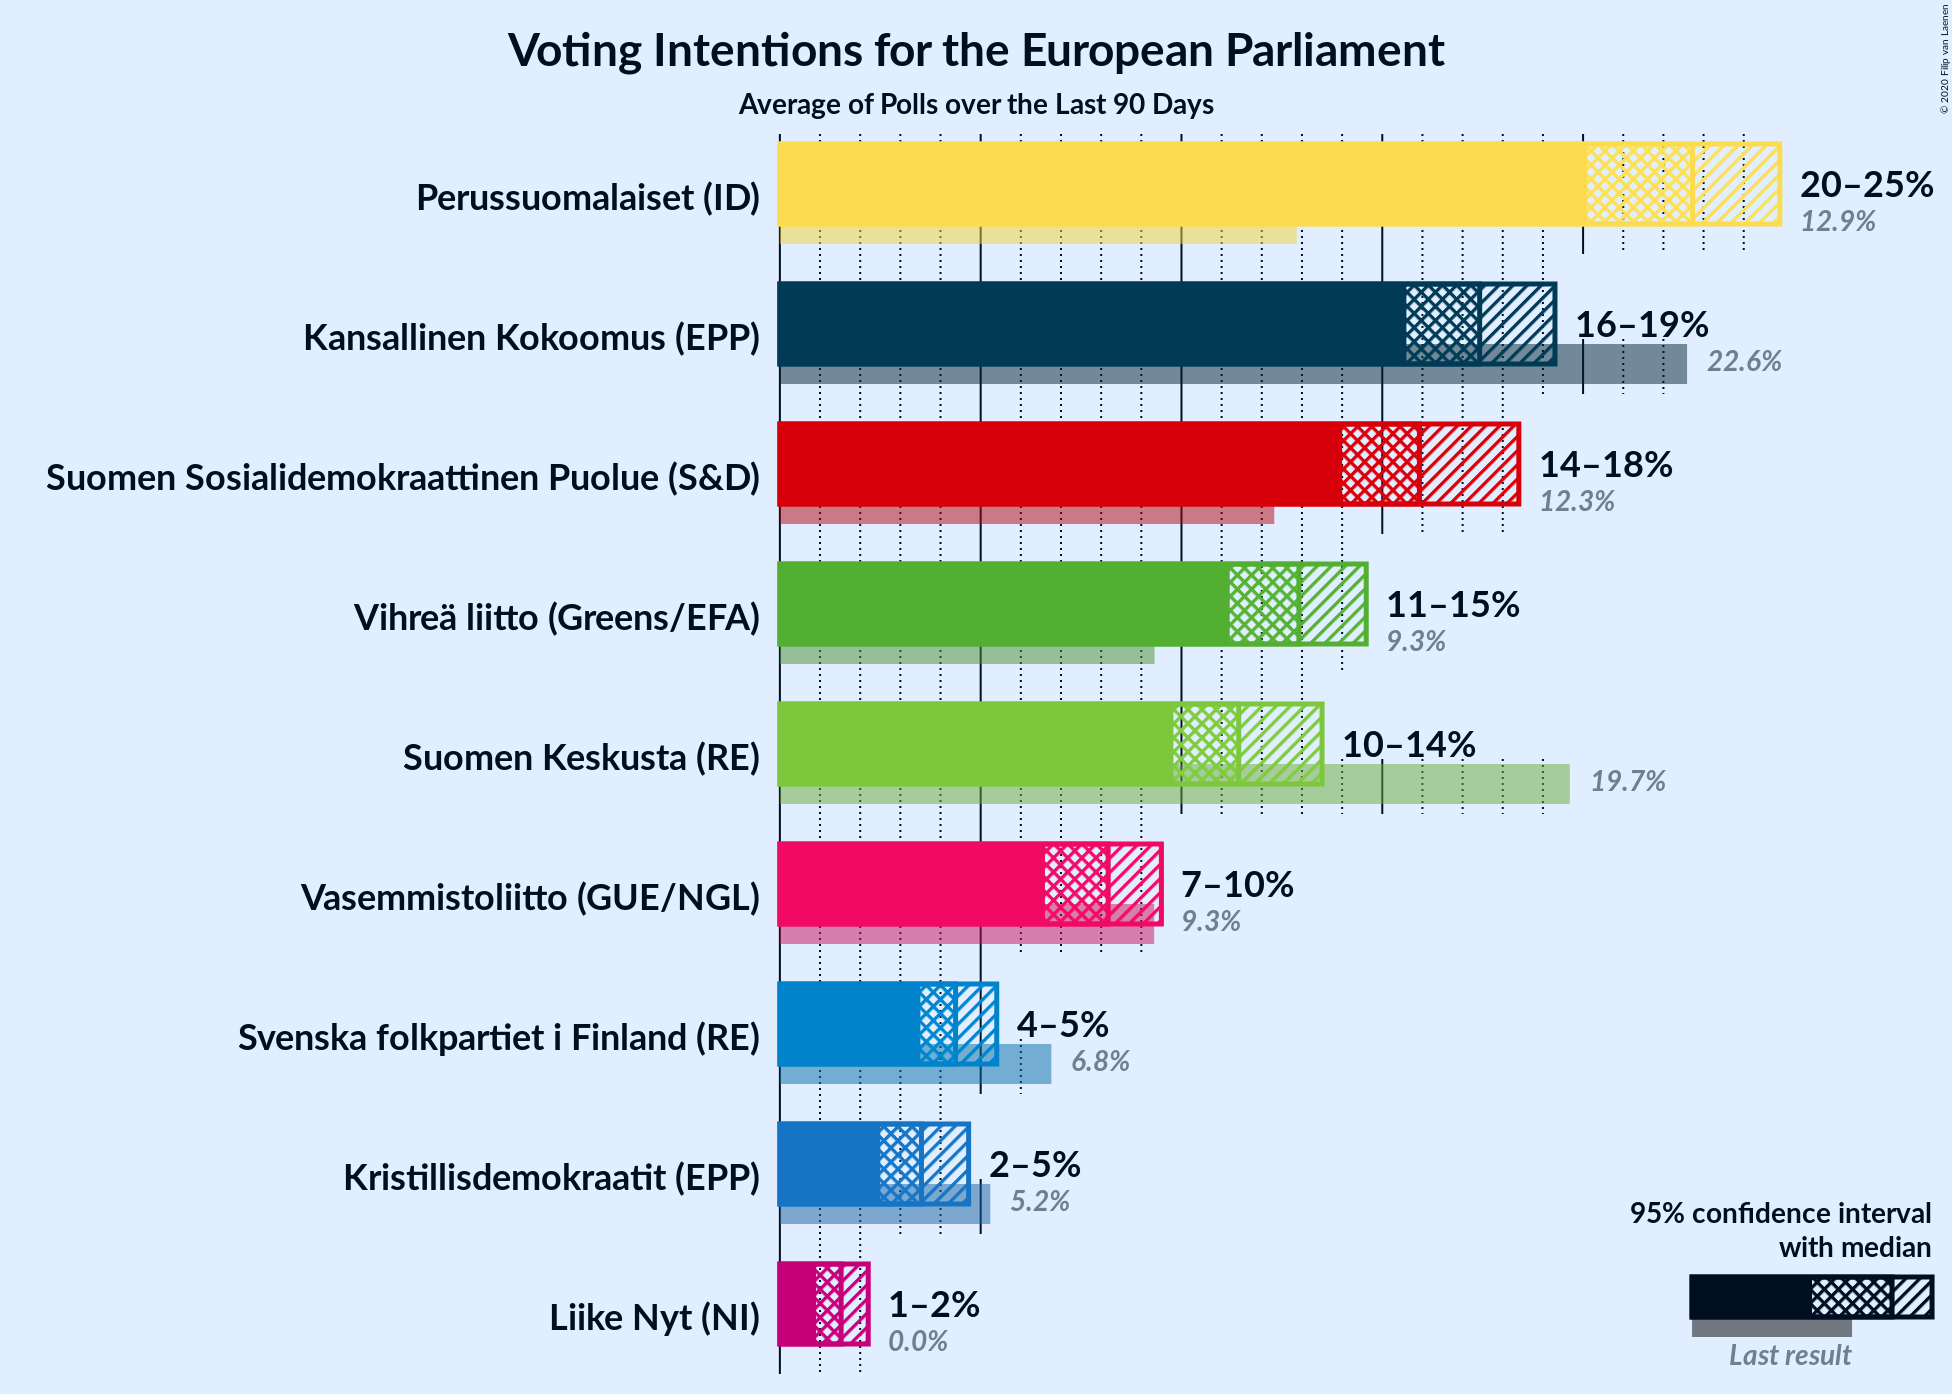 Voting Intentions for the European Parliament
Average of Polls over the Last 90 Days
© 2020 Filip van Laenen
Perussuomalaiset (ID)
20–25%
12.9%
Kansallinen Kokoomus (EPP)
16–19%
22.6%
Suomen Sosialidemokraattinen Puolue (S&D)
14–18%
12.3%
Vihreä liitto (Greens/EFA)
11–15%
9.3%
Suomen Keskusta (RE)
10–14%
19.7%
Vasemmistoliitto (GUE/NGL)
7–10%
9.3%
Svenska folkpartiet i Finland (RE)
4–5%
6.8%
Kristillisdemokraatit (EPP)
2–5%
5.2%
Liike Nyt (NI)
1–2%
0.0%
95% confidence interval
with median
Last result